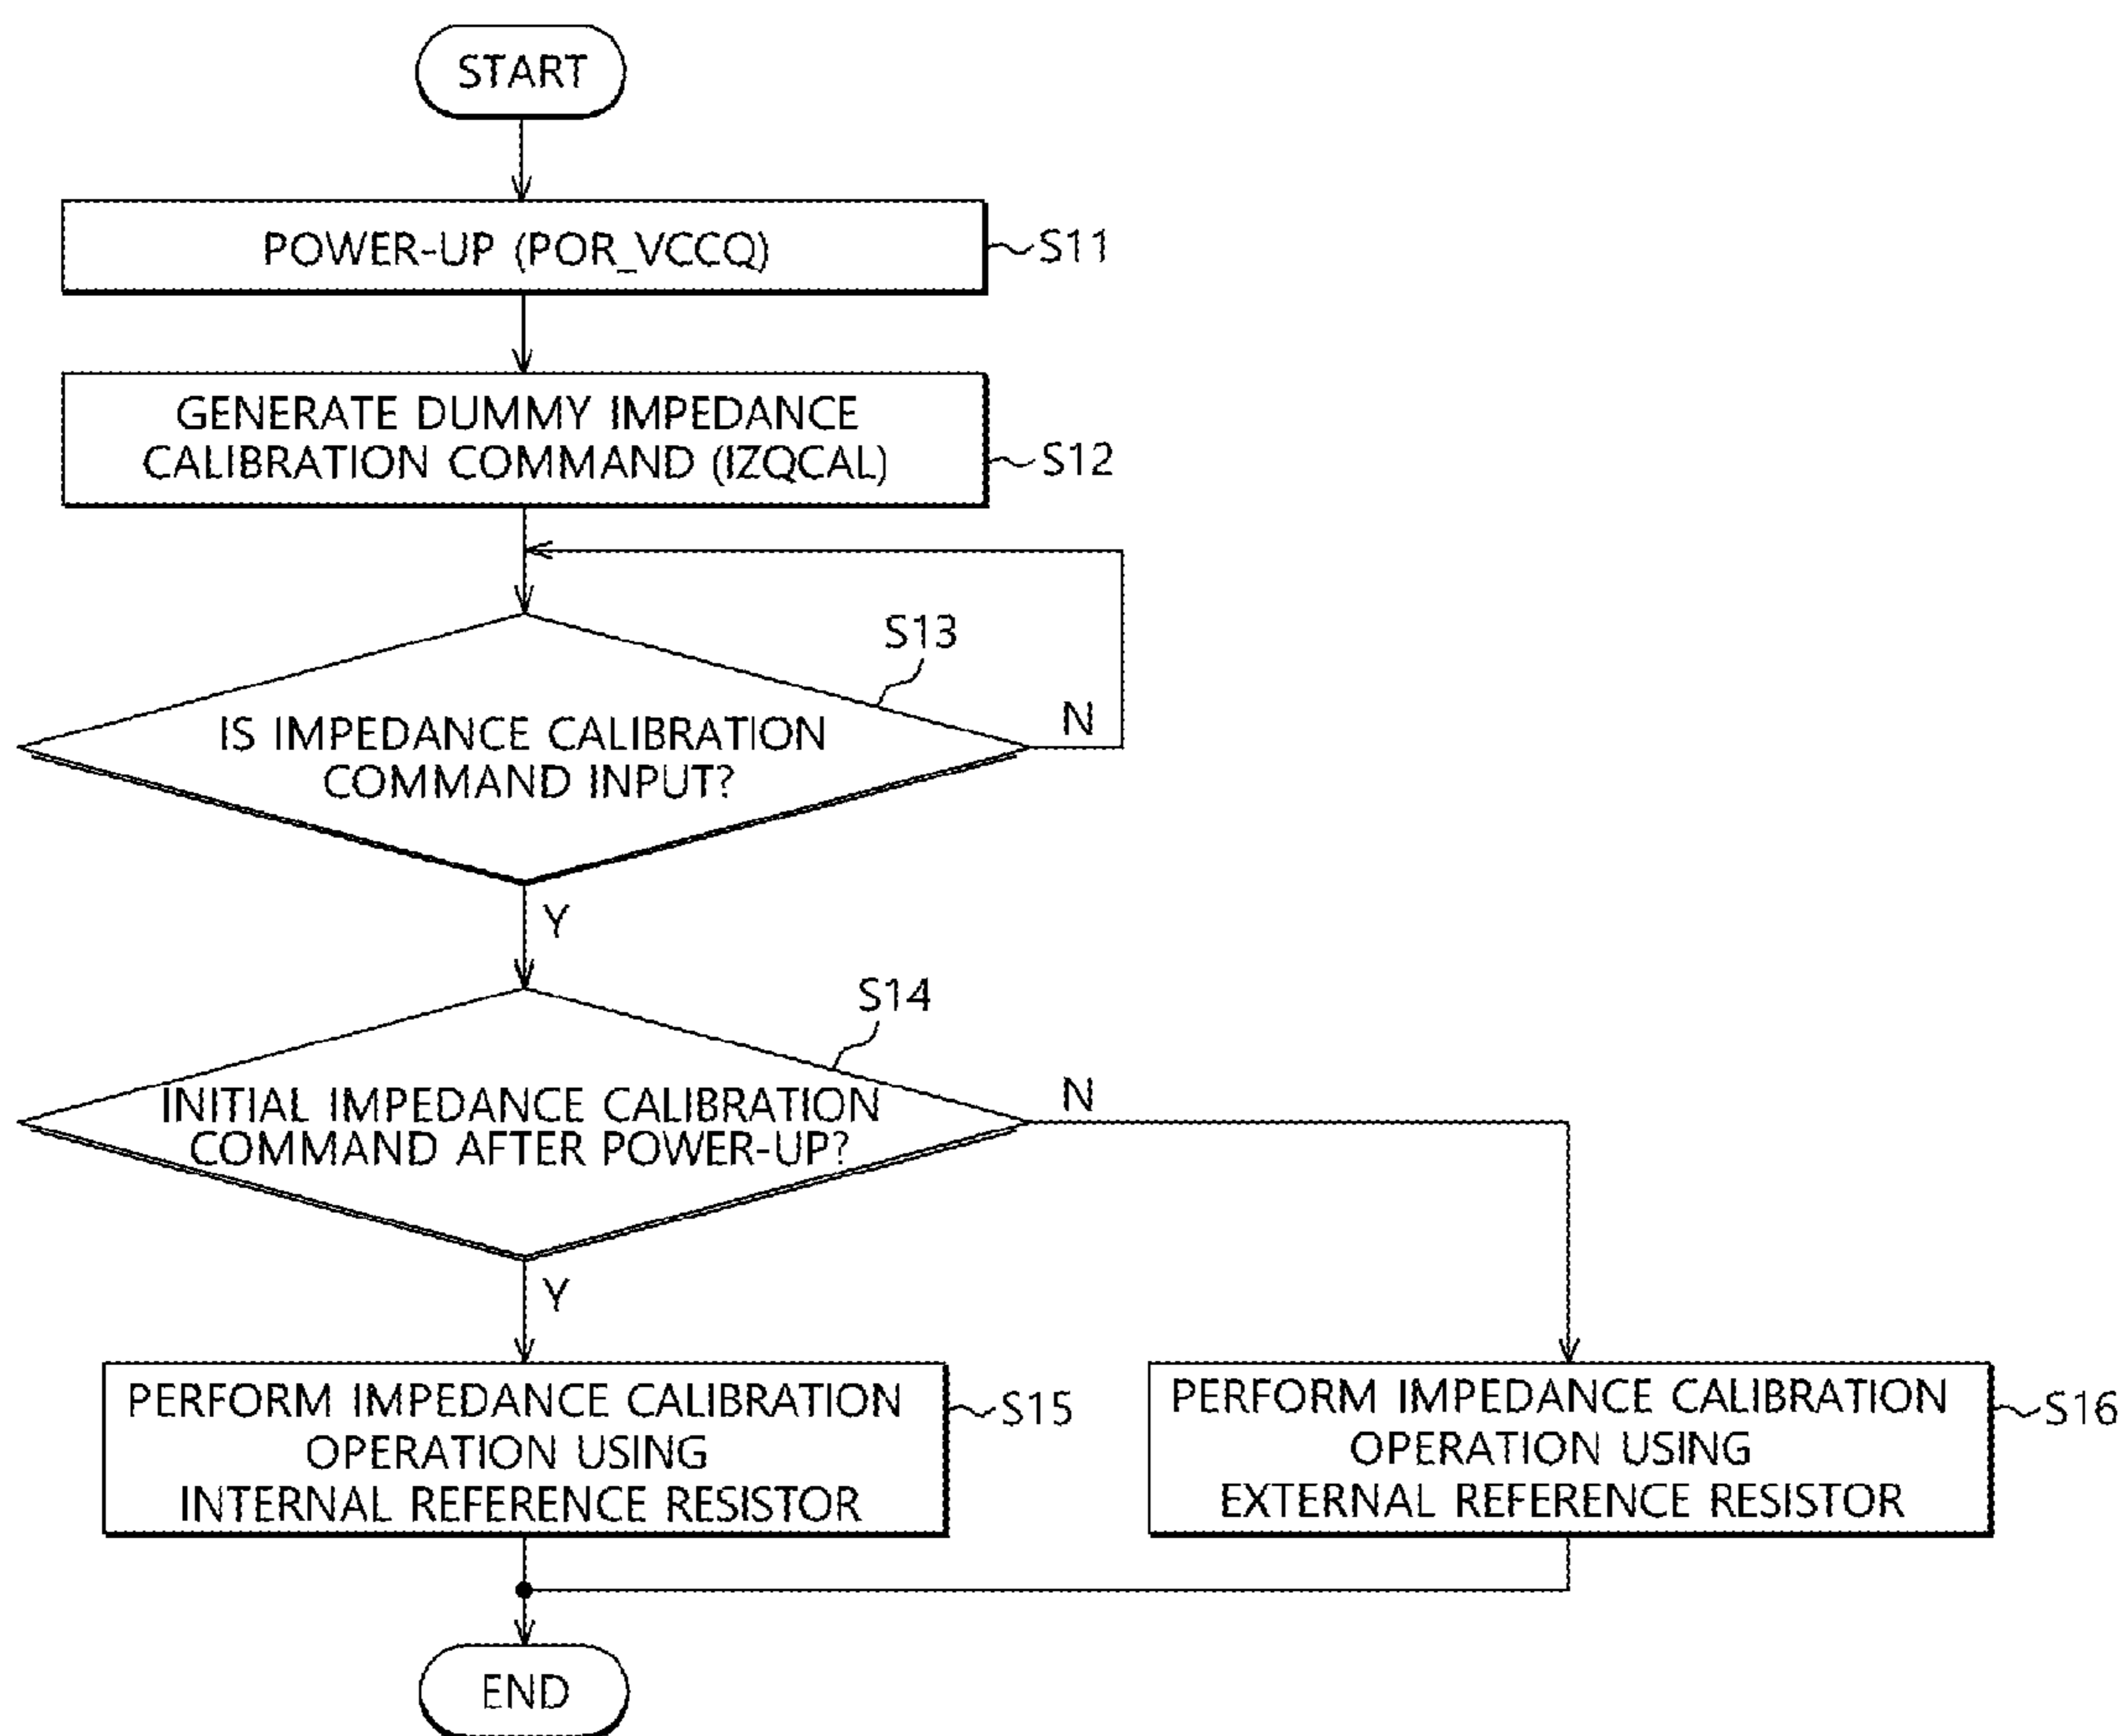 START
POWER-UP (POR_VCCQ)
S11
GENERATE DUMMY IMPEDANCE
CALIBRATION COMMAND (IZQCAL)
S12
S13
IS IMPEDANCE CALIBRATION
COMMAND INPUT?
N
Y
S14
INITIAL IMPEDANCE CALIBRATION
COMMAND AFTER POWER-UP?
N
Y
PERFORM IMPEDANCE CALIBRATION
OPERATION USING
INTERNAL REFERENCE RESISTOR
S15
PERFORM IMPEDANCE CALIBRATION
OPERATION USING
EXTERNAL REFERENCE RESISTOR
S16
END